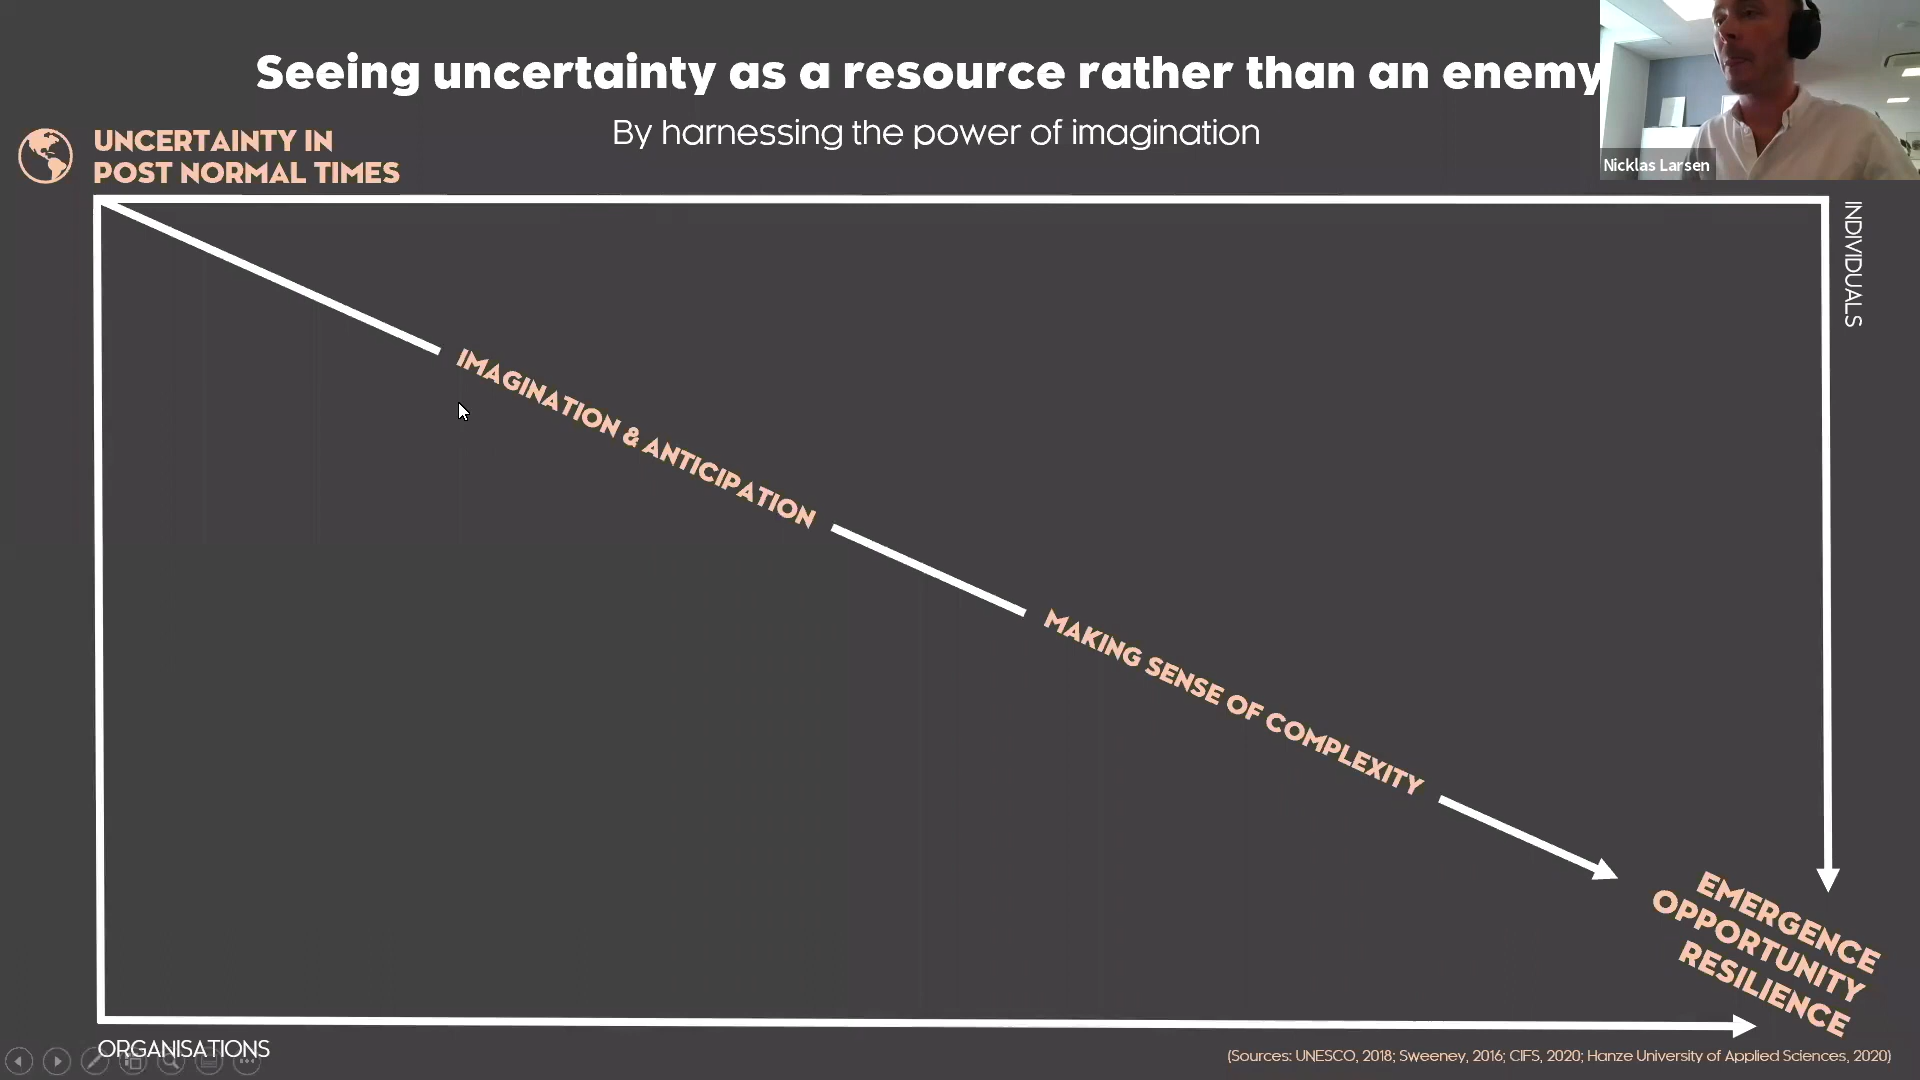 Seeing uncertainty as a resource rather than an enemy
By harnessing the power of imagination
Nicklas Larsen
UNCERTAINTY IN
POST NORMAL TIMES
INDIVIDUALS
IMAGINATION & ANTICIPATION
MAKING SENSE OF COMPLEXITY
EMERGENCE
OPPORTUNITY
RESILIENCE
ORGANISATIONS
(Sources: UNESCO, 2018; Sweeney, 2016; CIFS, 2020; Hanze University of Applied Sciences, 2020)